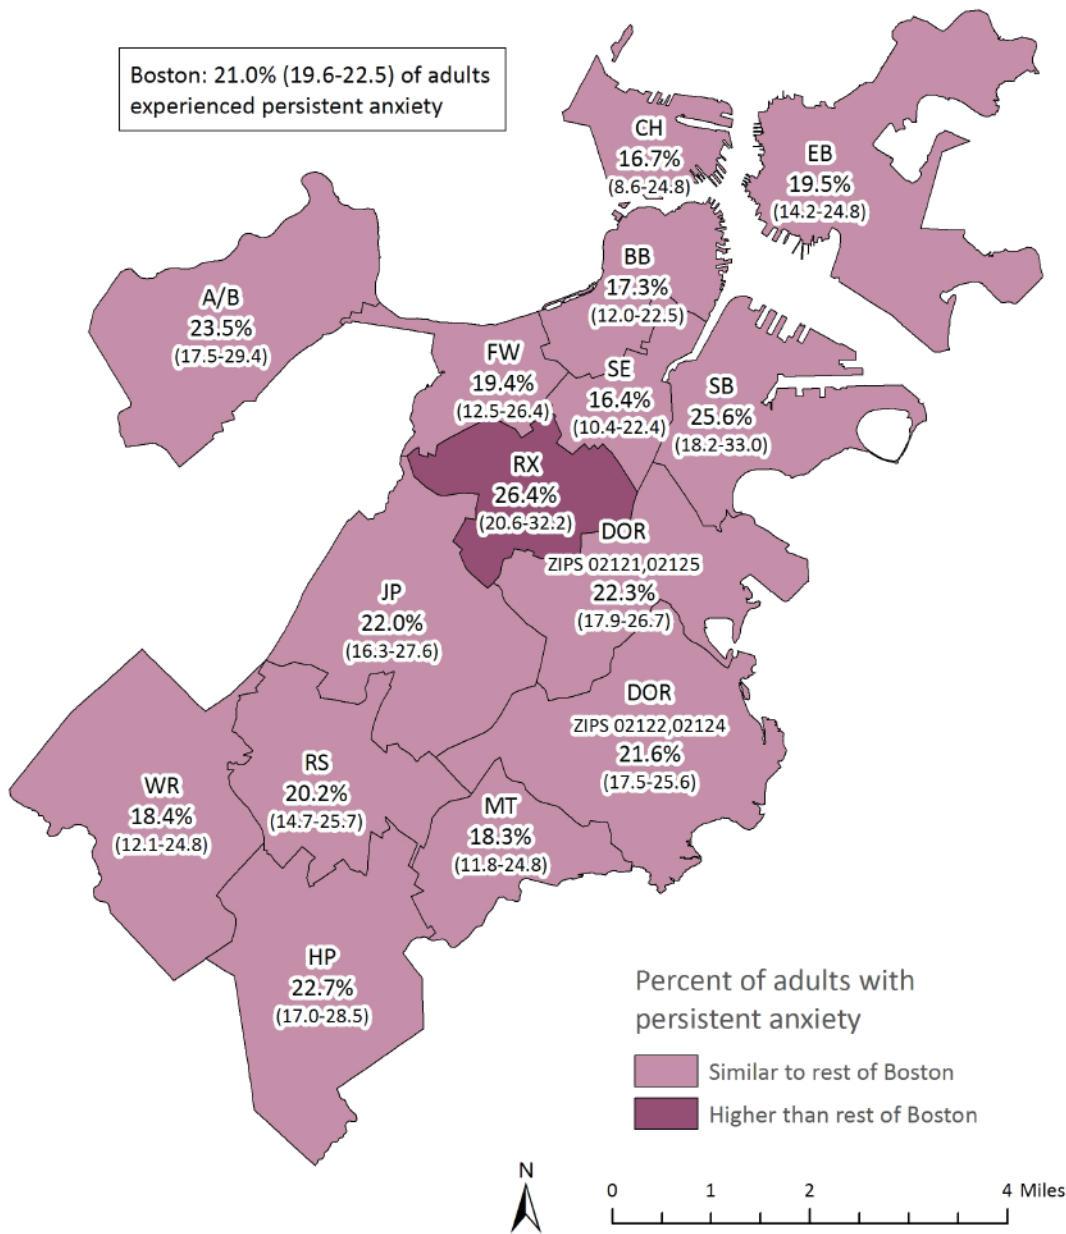 Boston: 21.0% (19.6-22.5) of adults
experienced persistent anxiety
CH
16.7%
(8.6-24.8)
EB
19.5%
(14.2-24.8)
BB
17.3%
(12.0-22.5)
A/B
23.5%
(17.5-29.4)
FW
19.4%
(12.5-26.4)
SE
16.4%
(10.4-22.4)
SB
25.6%
(18.2-33.0)
RX
26.4%
(20.6-32.2)
DOR
ZIPS 02121,02125
22.3%
(17.9-26.7)
JP
22.0%
(16.3-27.6)
DOR
ZIPS 02122,02124
21.6%
(17.5-25.6)
RS
20.2%
(14.7-25.7)
WR
18.4%
(12.1-24.8)
MT
18.3%
(11.8-24.8)
HP
22.7%
(17.0-28.5)
Percent of adults with
persistent anxiety
Similar to rest of Boston
Higher than rest of Boston
N
0 1 2 4 Miles